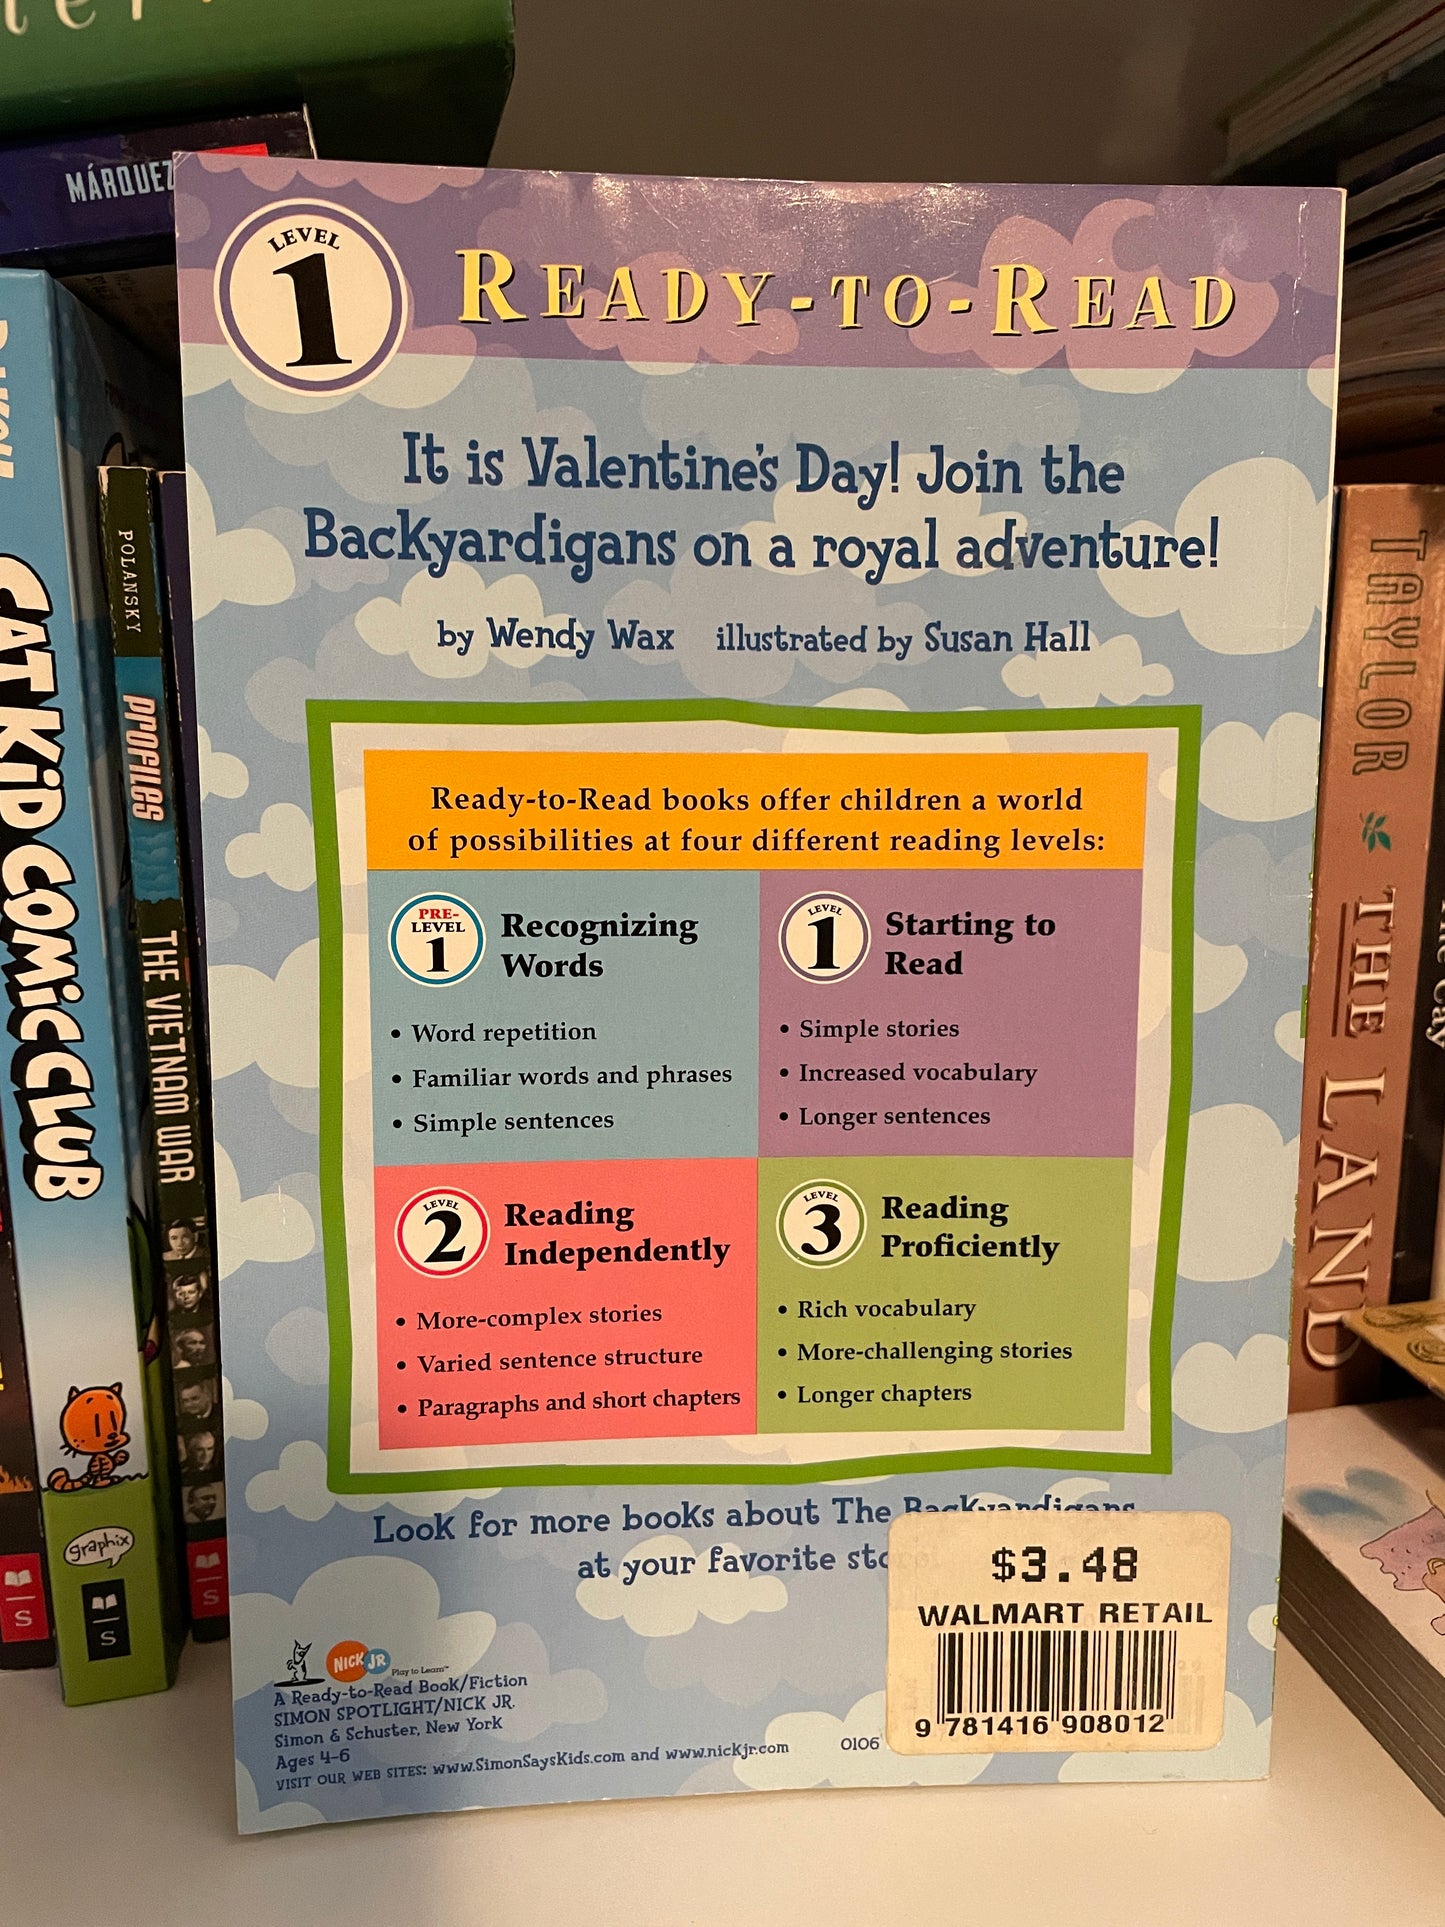 MÁRQUEZ
LEVEL
1
READY-TO-READ
It is Valentine's Day! Join the
Backyardigans on a royal adventure!
by Wendy Wax illustrated by Susan Hall
Ready-to-Read books offer children a world
of possibilities at four different reading levels:
PRE-
LEVEL
1
Recognizing
Words
• Word repetition
• Familiar words and phrases
• Simple sentences
LEVEL
1
Starting to
Read
• Simple stories
• Increased vocabulary
• Longer sentences
LEVEL
2
Reading
Independently
• More-complex stories
• Varied sentence structure
• Paragraphs and short chapters
LEVEL
3
Reading
Proficiently
• Rich vocabulary
• More-challenging stories
• Longer chapters
Look for more books about The Backyardigans
at your favorite
$3.48
WALMART RETAIL
9 781416 908012
NICK JR
Play to Learn™
A Ready-to-Read Book/Fiction
SIMON SPOTLIGHT/NICK JR.
Simon & Schuster, New York
Ages 4–6
VISIT OUR WEB SITES: www.SimonSaysKids.com and www.nickjr.com
0106
CAT KID COMIC CLUB
graphix
S
POLANSKY
PROFILES
THE VIETNAM WAR
S
S
TAYLOR
THE LAND